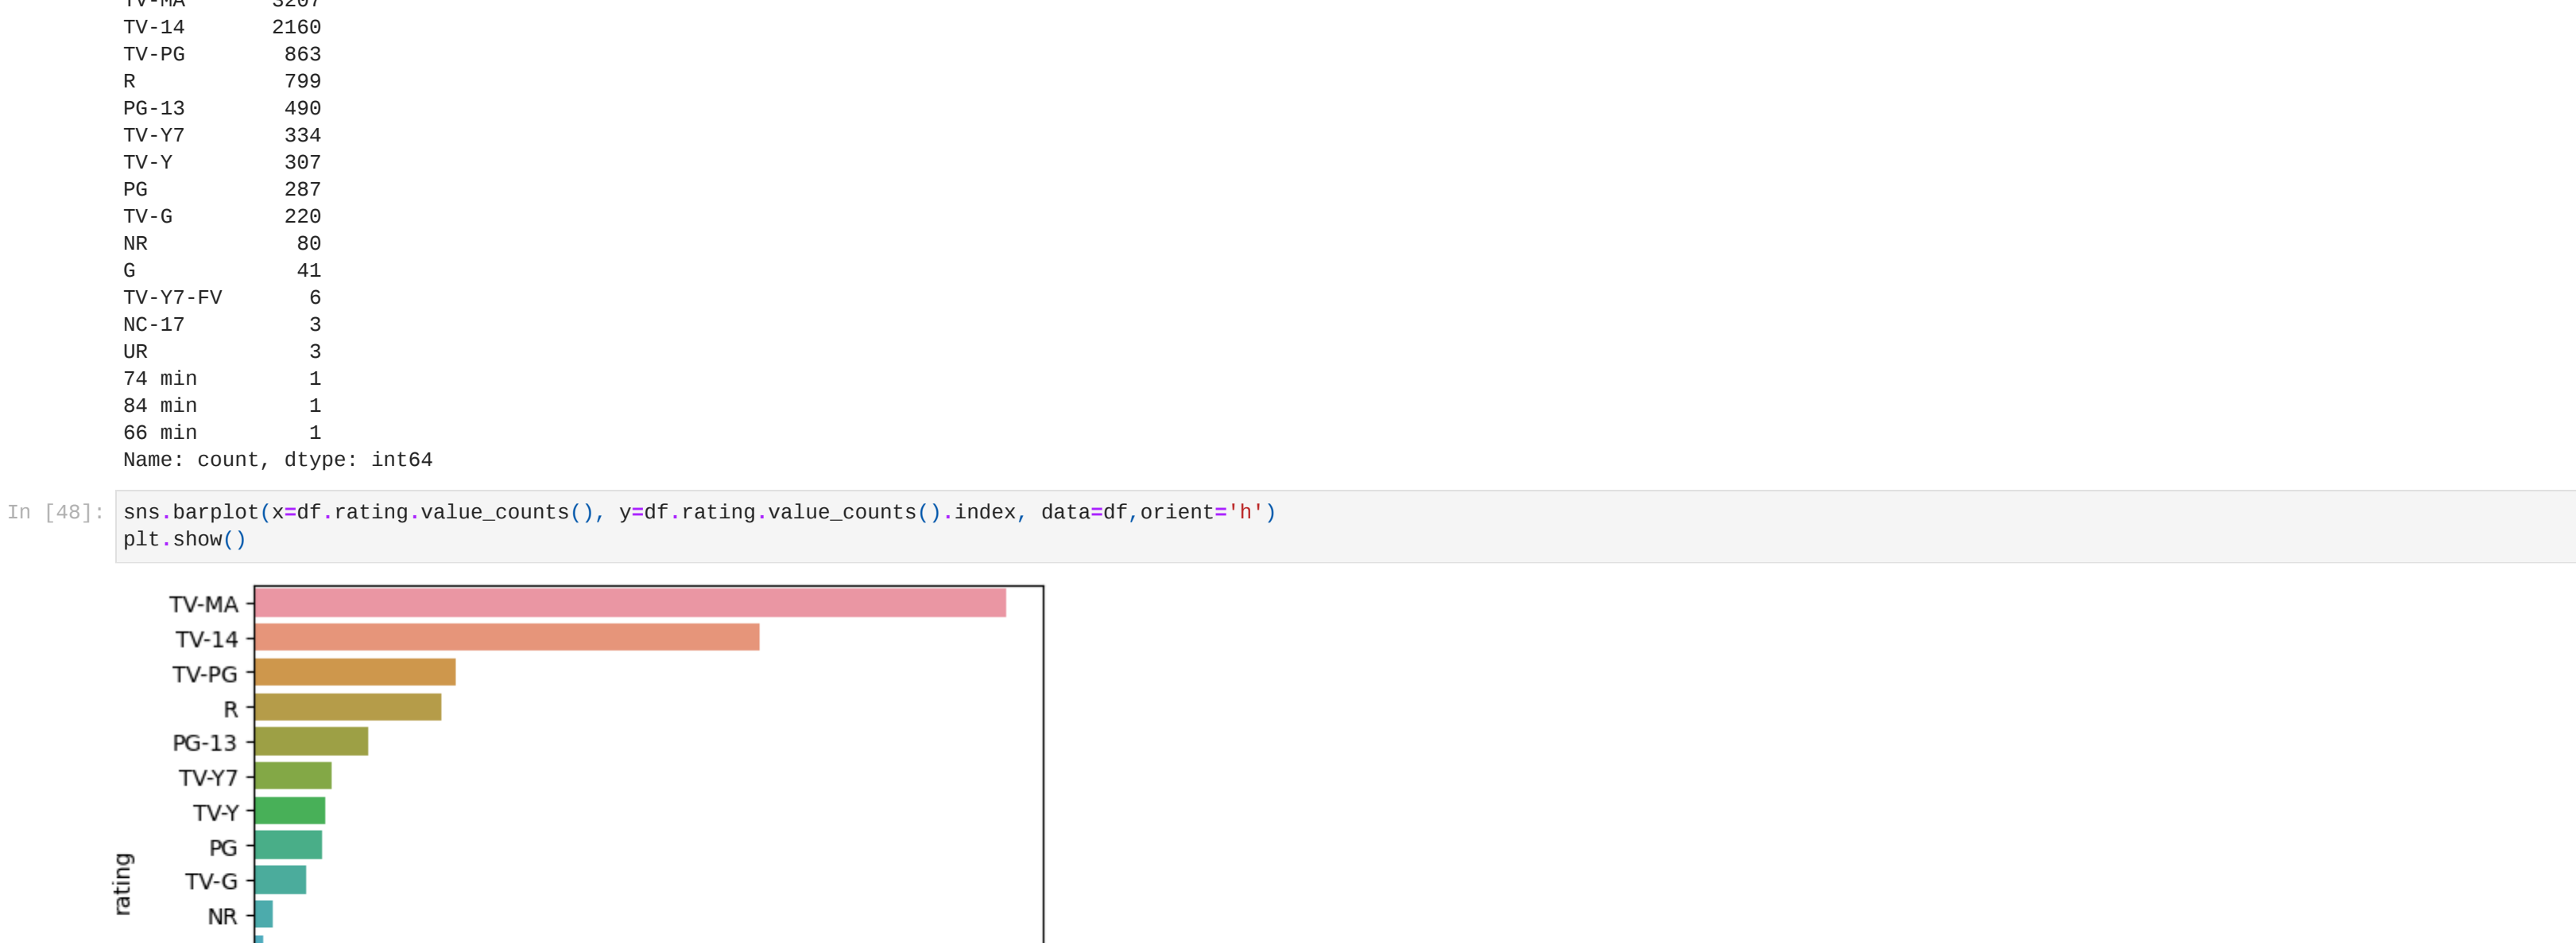 TV-MA 3207
TV-14 2160
TV-PG 863
R 799
PG-13 490
TV-Y7 334
TV-Y 307
PG 287
TV-G 220
NR 80
G 41
TV-Y7-FV 6
NC-17 3
UR 3
74 min 1
84 min 1
66 min 1
Name: count, dtype: int64
In [48]: sns.barplot(x=df.rating.value_counts(), y=df.rating.value_counts().index, data=df,orient='h')
plt.show()
TV-MA
TV-14
TV-PG
R
PG-13
TV-Y7
TV-Y
PG
TV-G
NR
rating